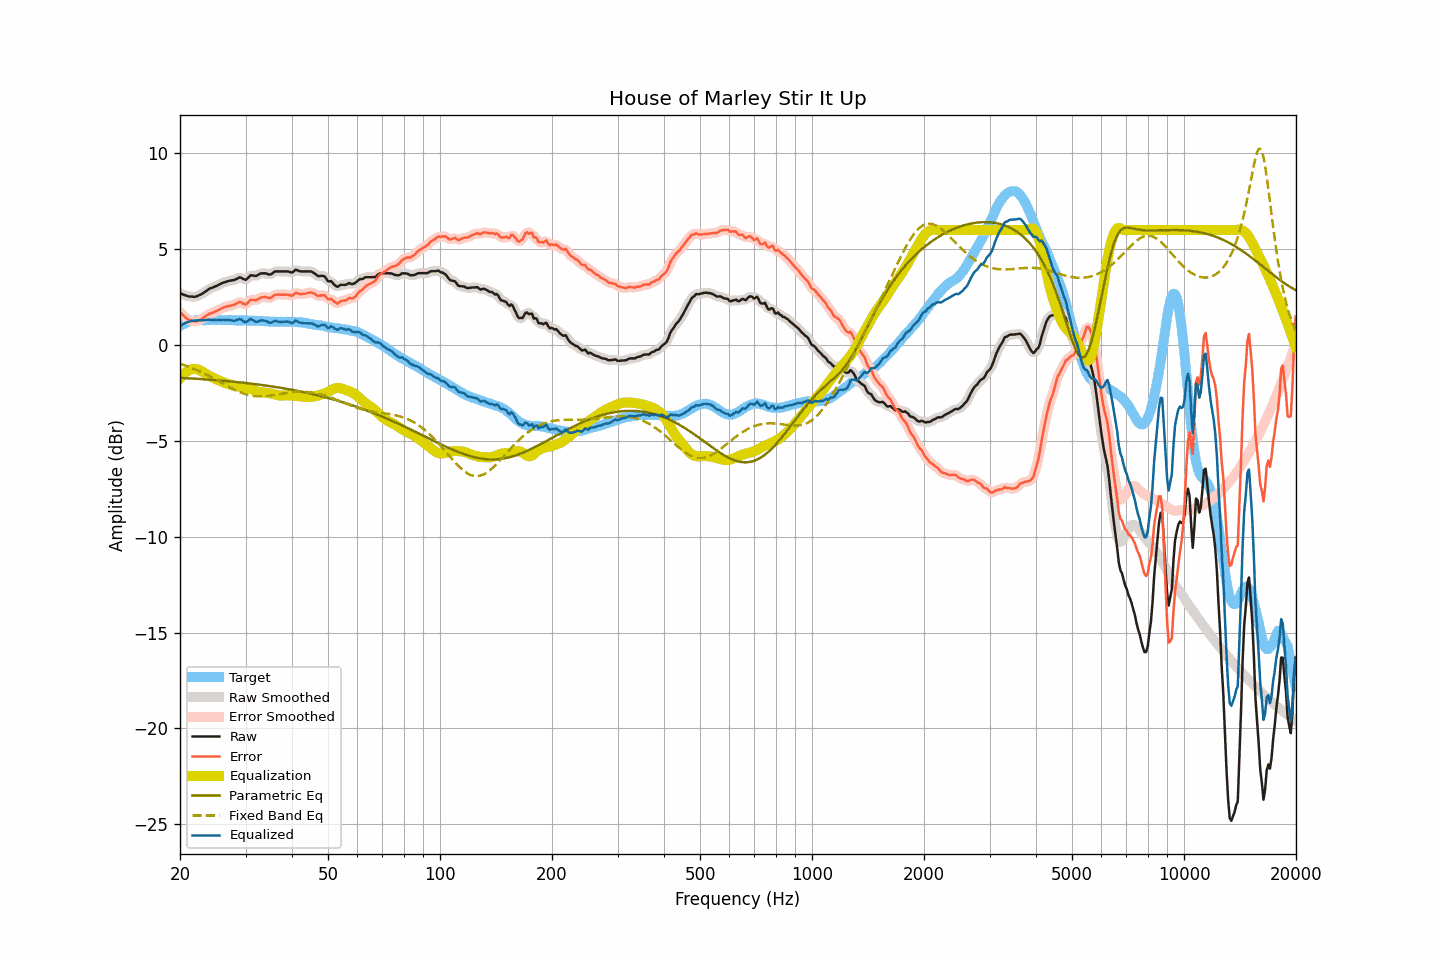 House of Marley Stir It Up
10
5
0
−5
−10
−15
−20
−25
Amplitude (dBr)
Target
Raw Smoothed
Error Smoothed
Raw
Error
Equalization
Parametric Eq
Fixed Band Eq
Equalized
20 50 100 200 500 1000 2000 5000 10000 20000
Frequency (Hz)